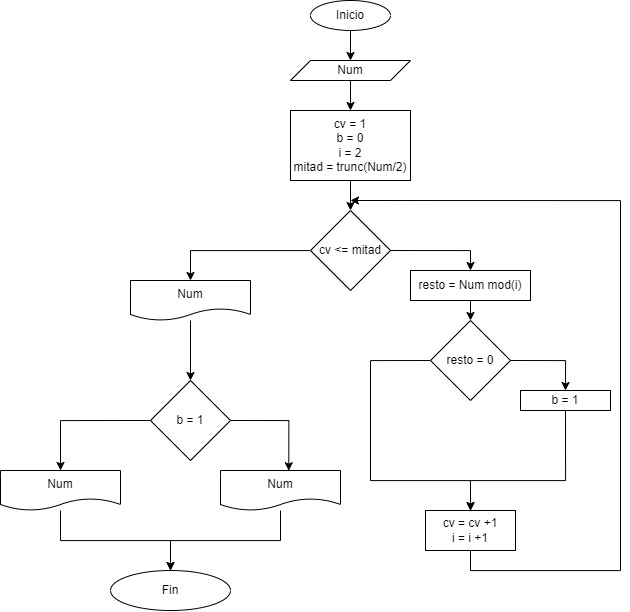 Inicio
Num
cv = 1
b = 0
i = 2
mitad = trunc(Num/2)
cv <= mitad
Num
resto = Num mod(i)
resto = 0
b = 1
b = 1
Num
Num
cv = cv +1
i = i +1
Fin